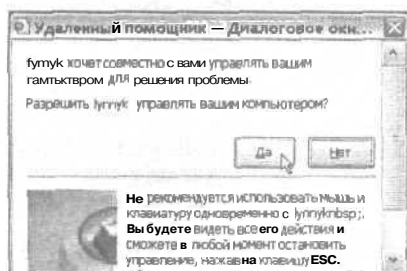 Удаленный помощник — Диалоговое окн...
fymyk хочет совместно с вами управлять вашим
гамтьктвром для решения проблемы.
Разрешить lynnyk управлять вашим компьютером?
Да
Нет
Не рекомендуется использовать мышь и
клавиатуру одновременно с lynnyknbsp;.
Вы будете видеть все его действия и
сможете в любой момент остановить
управление, нажав на клавишу ESC.